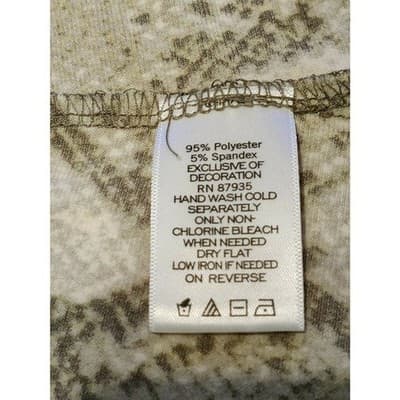 95% Polyester
5% Spandex
EXCLUSIVE OF
DECORATION
RN 87935
HAND WASH COLD
SEPARATELY
ONLY NON-
CHLORINE BLEACH
WHEN NEEDED
DRY FLAT
LOW IRON IF NEEDED
ON REVERSE